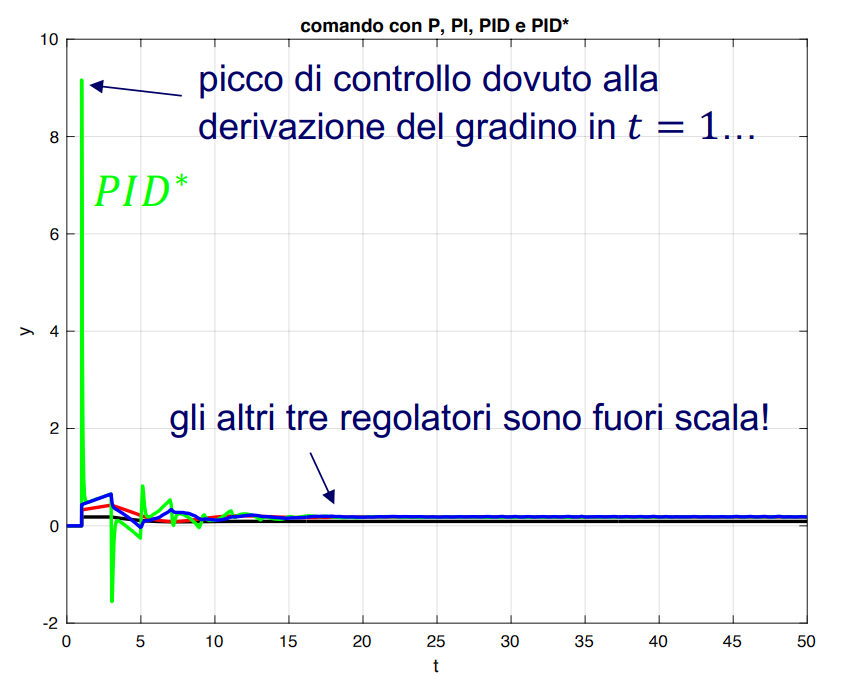 comando con P, PI, PID e PID*
picco di controllo dovuto alla
derivazione del gradino in t = 1…
PID*
gli altri tre regolatori sono fuori scala!
10
8
6
4
2
0
-2
y
0 5 10 15 20 25 30 35 40 45 50
t